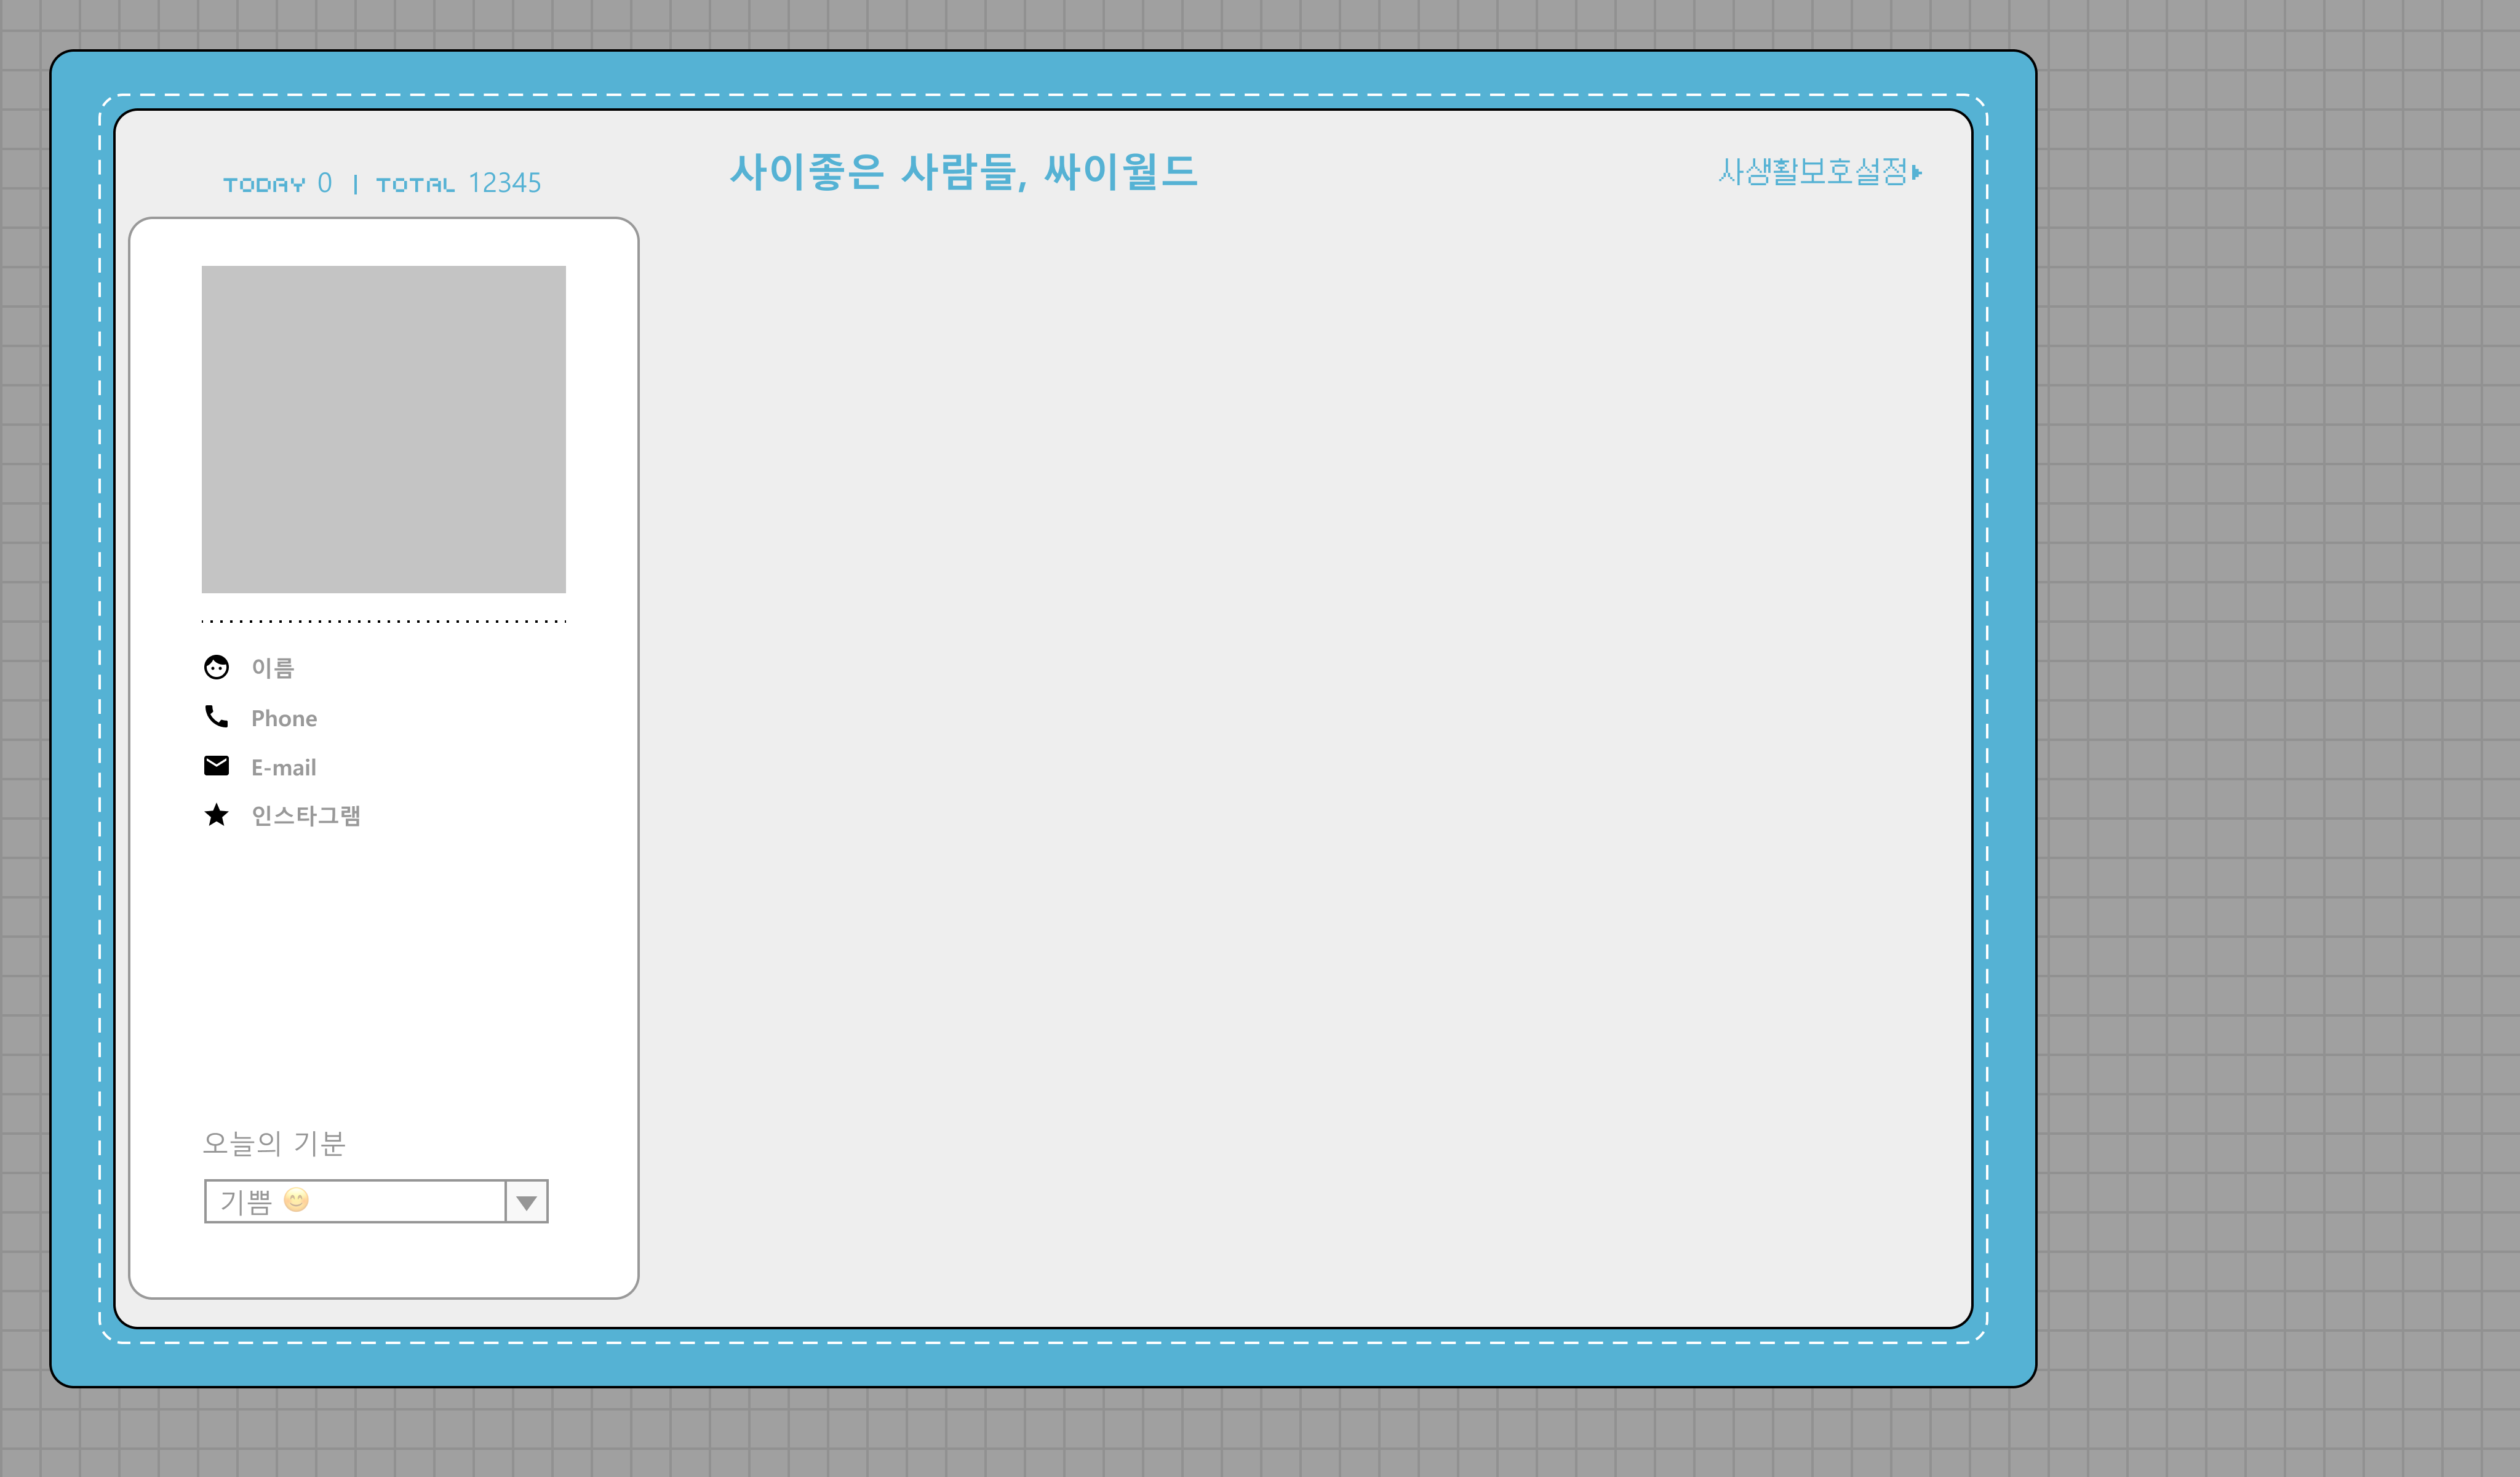 TODAY 0 | TOTAL 12345
사이좋은 사람들, 싸이월드
사생활보호설정▶
이름
Phone
E-mail
인스타그램
오늘의 기분
기쁨 😊